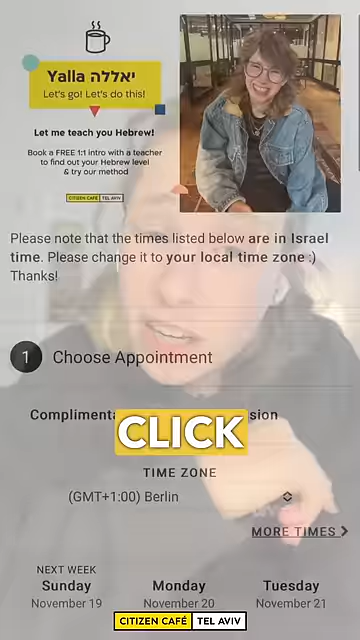 Yalla יאללה
Let's go! Let's do this!
Let me teach you Hebrew!
Book a FREE 1:1 intro with a teacher
to find out your Hebrew level
& try our method
CITIZEN CAFÉ TEL AVIV
Please note that the times listed below are in Israel
time. Please change it to your local time zone :)
Thanks!
1 Choose Appointment
sion
CLICK
TIME ZONE
(GMT+1:00) Berlin
MORE TIMES >
NEXT WEEK
Sunday Monday Tuesday
November 19 November 20 November 21
CITIZEN CAFÉ TEL AVIV